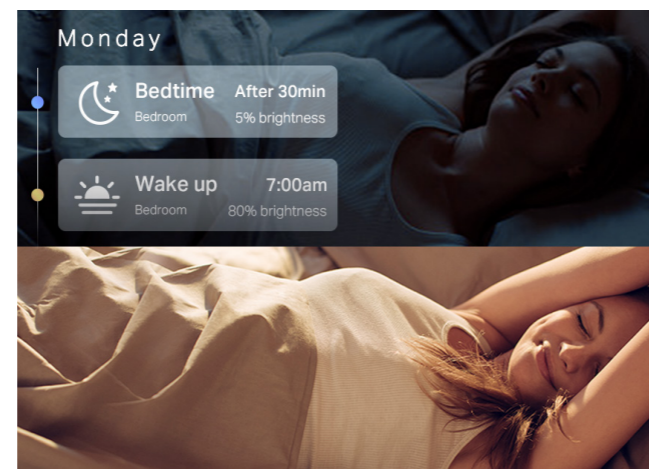 Monday
Bedtime After 30min
Bedroom 5% brightness
Wake up 7:00am
Bedroom 80% brightness